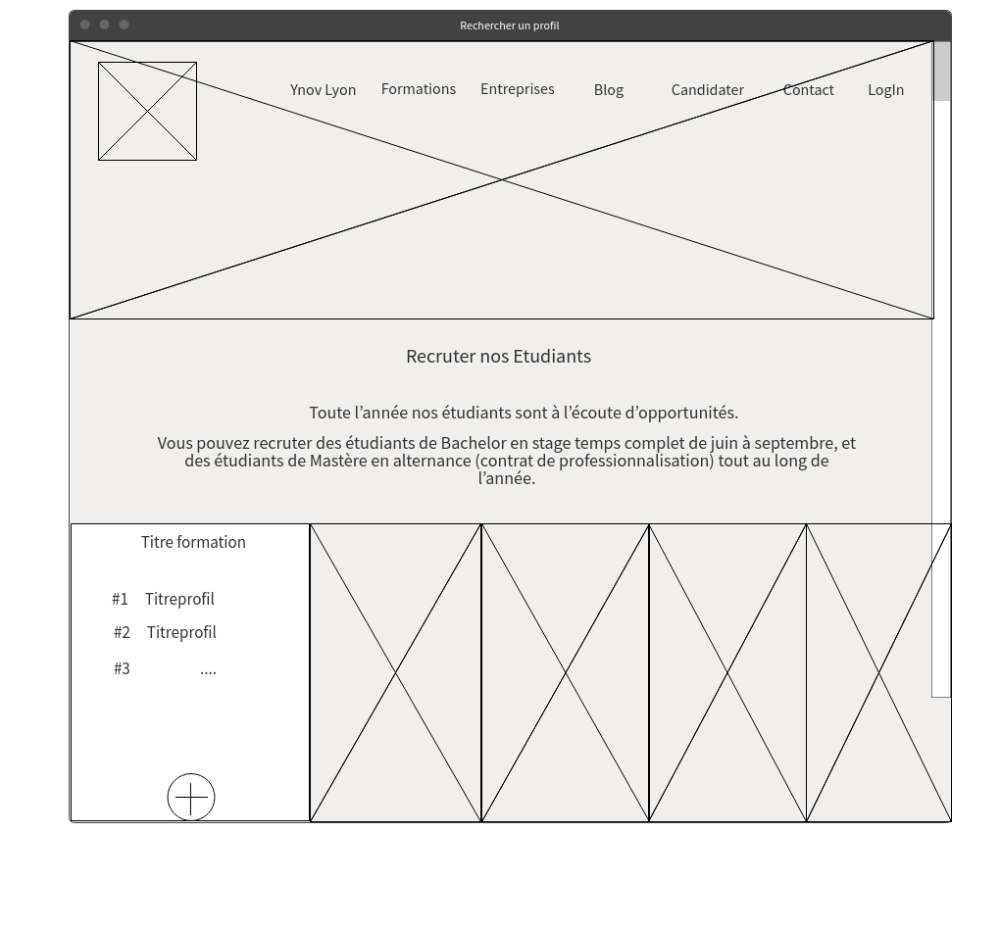 Rechercher un profil
Ynov Lyon Formations Entreprises Blog Candidater Contact LogIn
Recruter nos Etudiants
Toute l’année nos étudiants sont à l’écoute d’opportunités.
Vous pouvez recruter des étudiants de Bachelor en stage temps complet de juin à septembre, et
des étudiants de Mastère en alternance (contrat de professionnalisation) tout au long de
l’année.
Titre formation
#1 Titreprofil
#2 Titreprofil
#3 ....